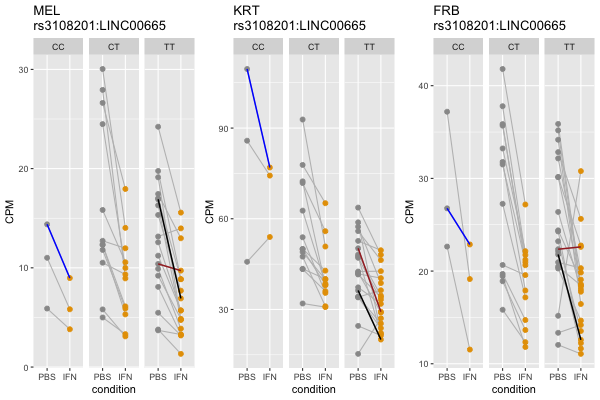 MEL
rs3108201:LINC00665
CC
CT
TT
CPM
30
20
10
0
PBS IFN
PBS IFN
PBS IFN
condition
KRT
rs3108201:LINC00665
CC
CT
TT
CPM
90
60
30
PBS IFN
PBS IFN
PBS IFN
condition
FRB
rs3108201:LINC00665
CC
CT
TT
CPM
40
30
20
10
PBS IFN
PBS IFN
PBS IFN
condition